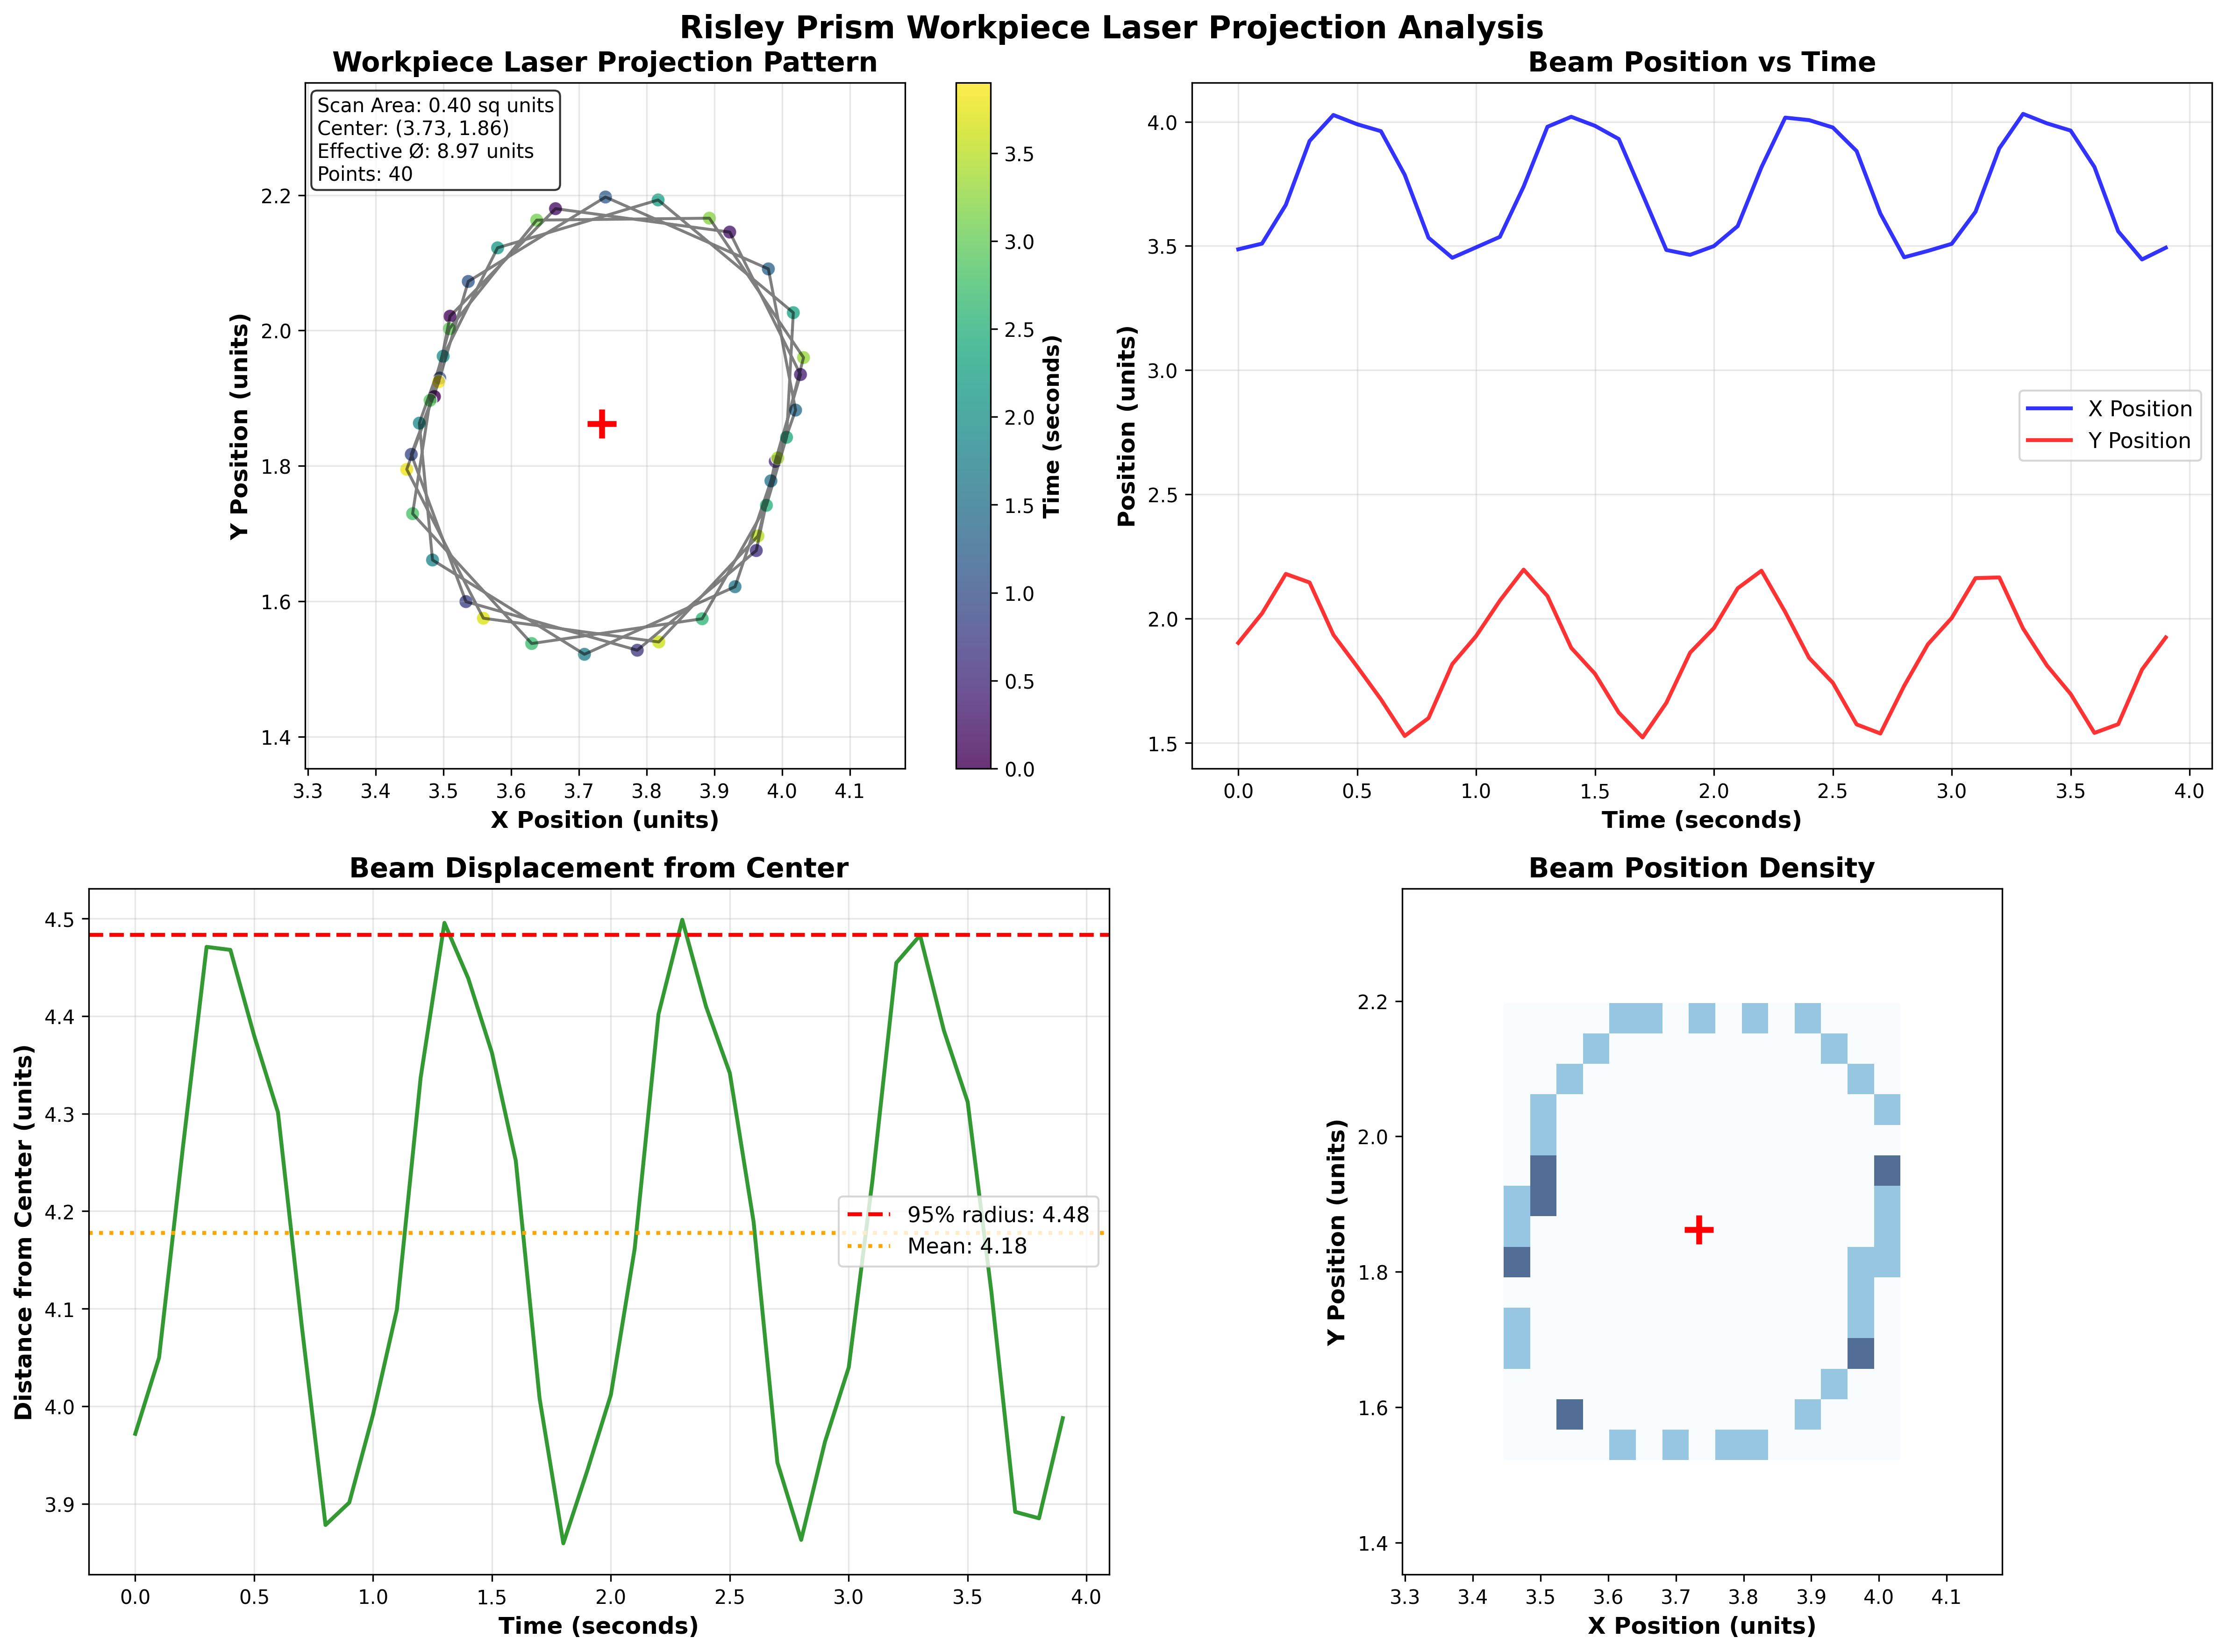 Risley Prism Workpiece Laser Projection Analysis
Workpiece Laser Projection Pattern
Scan Area: 0.40 sq units
Center: (3.73, 1.86)
Effective Ø: 8.97 units
Points: 40
Y Position (units)
2.2
2.0
1.8
1.6
1.4
3.3 3.4 3.5 3.6 3.7 3.8 3.9 4.0 4.1
X Position (units)
3.5
3.0
2.5
2.0
1.5
1.0
0.5
0.0
Time (seconds)
Beam Position vs Time
Position (units)
4.0
3.5
3.0
2.5
2.0
1.5
X Position
Y Position
0.0 0.5 1.0 1.5 2.0 2.5 3.0 3.5 4.0
Time (seconds)
Beam Displacement from Center
Distance from Center (units)
4.5
4.4
4.3
4.2
4.1
4.0
3.9
95% radius: 4.48
Mean: 4.18
0.0 0.5 1.0 1.5 2.0 2.5 3.0 3.5 4.0
Time (seconds)
Beam Position Density
Y Position (units)
2.2
2.0
1.8
1.6
1.4
3.3 3.4 3.5 3.6 3.7 3.8 3.9 4.0 4.1
X Position (units)